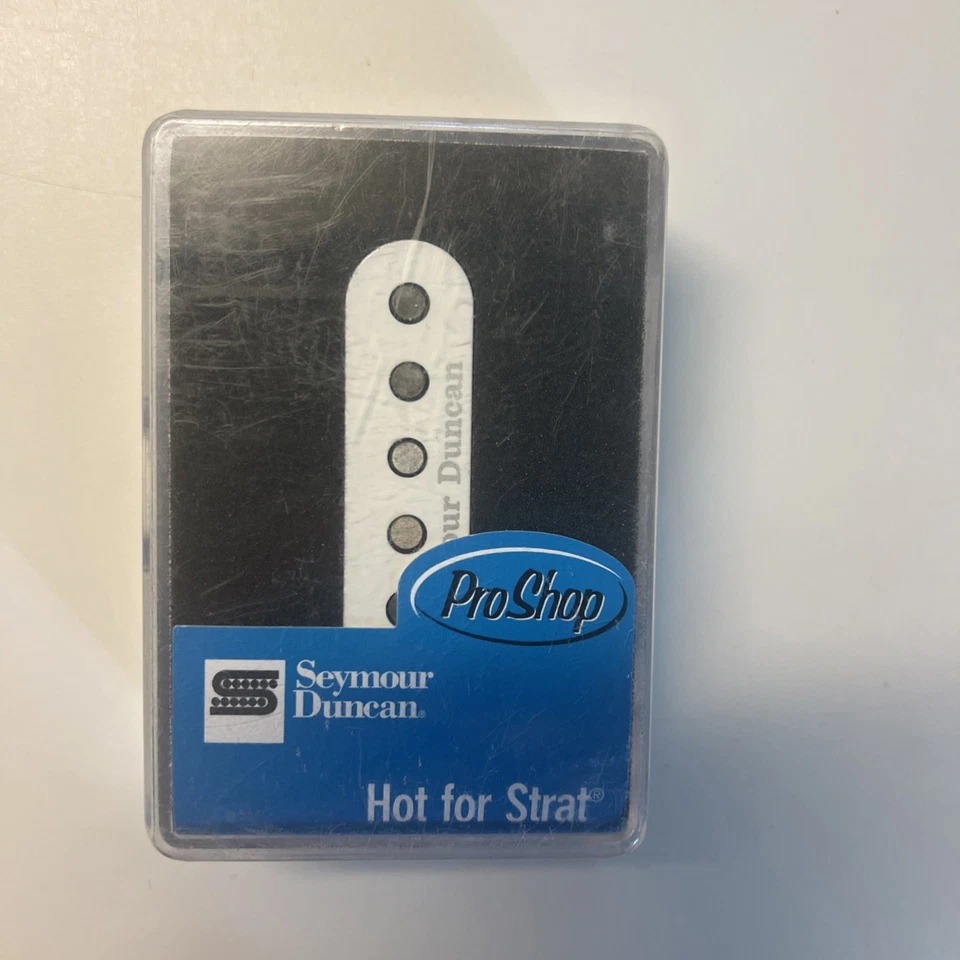 our Duncan
ProShop
Seymour
Duncan®
Hot for Strat®